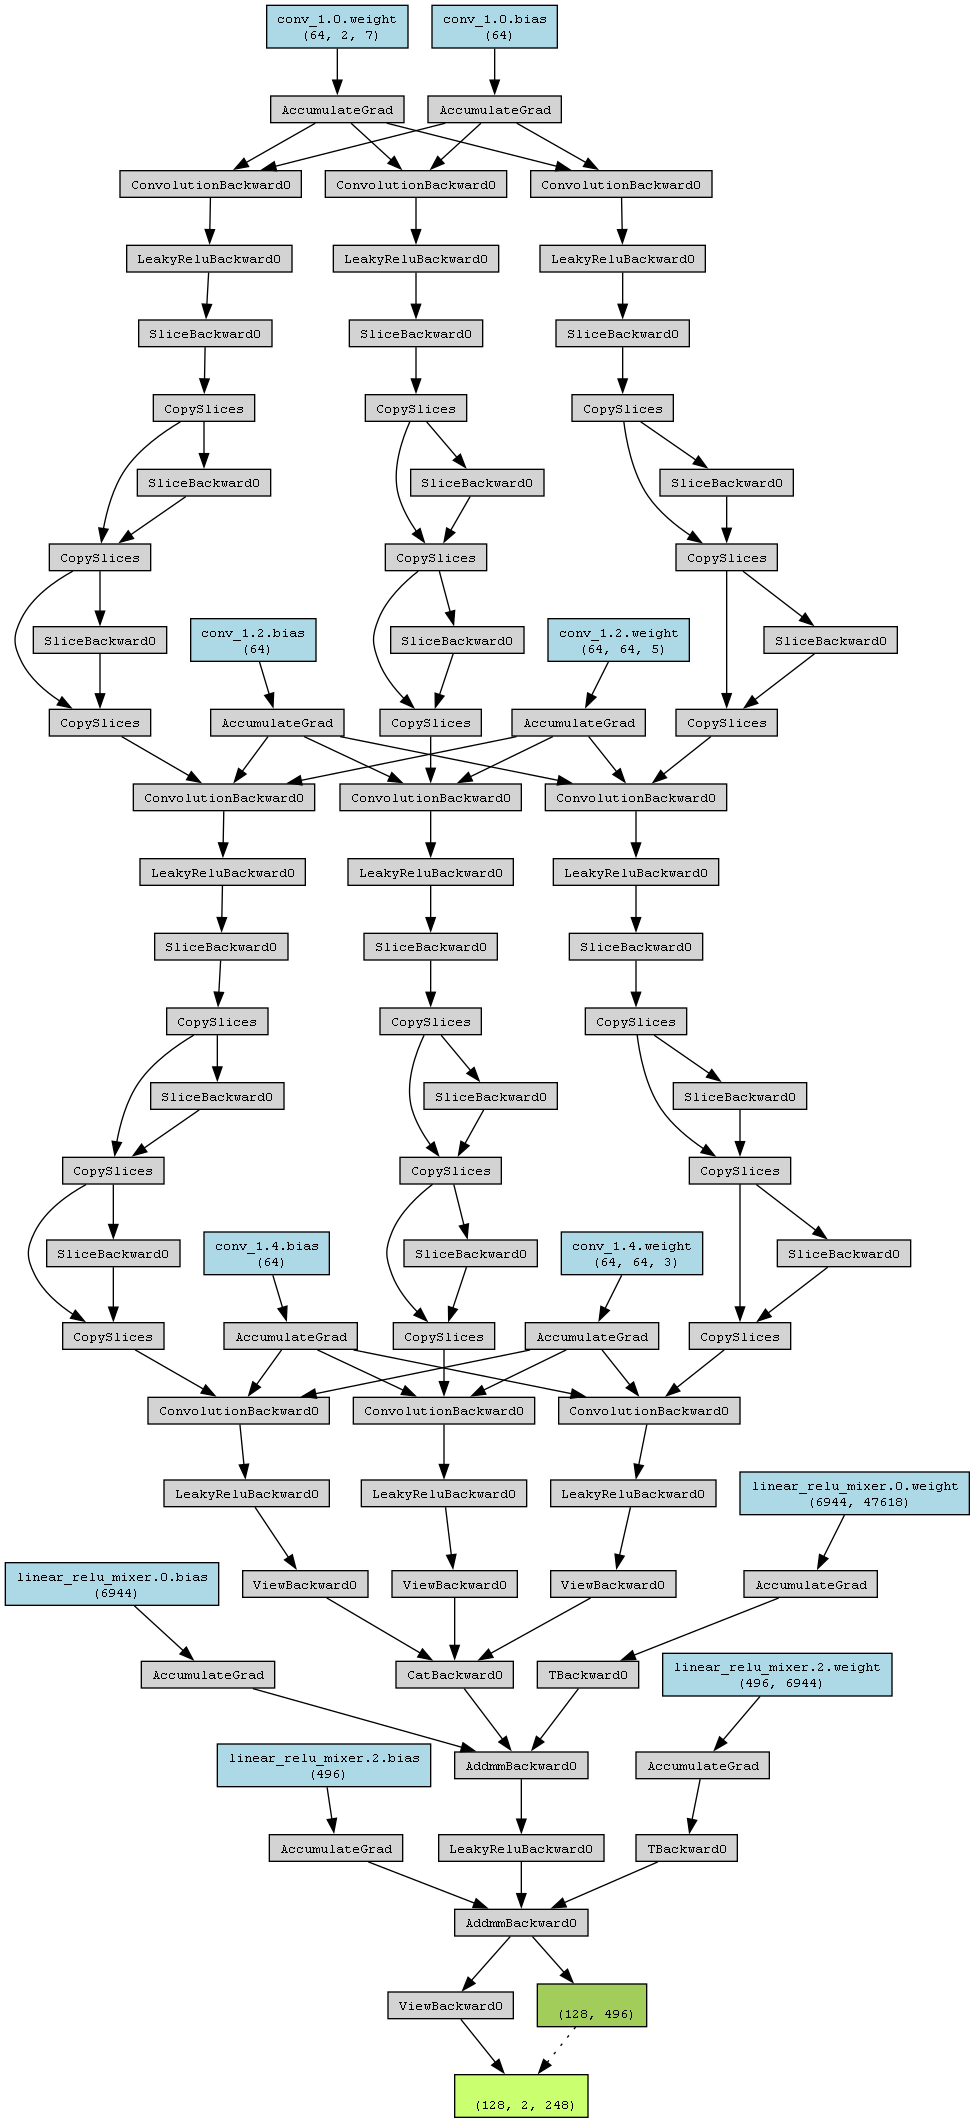 conv_1.0.weight
(64, 2, 7)
conv_1.0.bias
(64)
AccumulateGrad
AccumulateGrad
ConvolutionBackward0
ConvolutionBackward0
ConvolutionBackward0
LeakyReluBackward0
LeakyReluBackward0
LeakyReluBackward0
SliceBackward0
SliceBackward0
SliceBackward0
CopySlices
CopySlices
CopySlices
SliceBackward0
SliceBackward0
SliceBackward0
CopySlices
CopySlices
CopySlices
conv_1.2.bias
(64)
SliceBackward0
SliceBackward0
conv_1.2.weight
(64, 64, 5)
SliceBackward0
CopySlices
AccumulateGrad
CopySlices
AccumulateGrad
CopySlices
ConvolutionBackward0
ConvolutionBackward0
ConvolutionBackward0
LeakyReluBackward0
LeakyReluBackward0
LeakyReluBackward0
SliceBackward0
SliceBackward0
SliceBackward0
CopySlices
CopySlices
CopySlices
SliceBackward0
SliceBackward0
SliceBackward0
CopySlices
CopySlices
CopySlices
SliceBackward0
conv_1.4.bias
(64)
SliceBackward0
conv_1.4.weight
(64, 64, 3)
SliceBackward0
CopySlices
AccumulateGrad
CopySlices
AccumulateGrad
CopySlices
ConvolutionBackward0
ConvolutionBackward0
ConvolutionBackward0
LeakyReluBackward0
LeakyReluBackward0
LeakyReluBackward0
linear_relu_mixer.0.weight
(6944, 47618)
linear_relu_mixer.0.bias
(6944)
ViewBackward0
ViewBackward0
ViewBackward0
AccumulateGrad
AccumulateGrad
CatBackward0
TBackward0
linear_relu_mixer.2.weight
(496, 6944)
linear_relu_mixer.2.bias
(496)
AddmmBackward0
AccumulateGrad
AccumulateGrad
LeakyReluBackward0
TBackward0
AddmmBackward0
ViewBackward0
(128, 496)
(128, 2, 248)